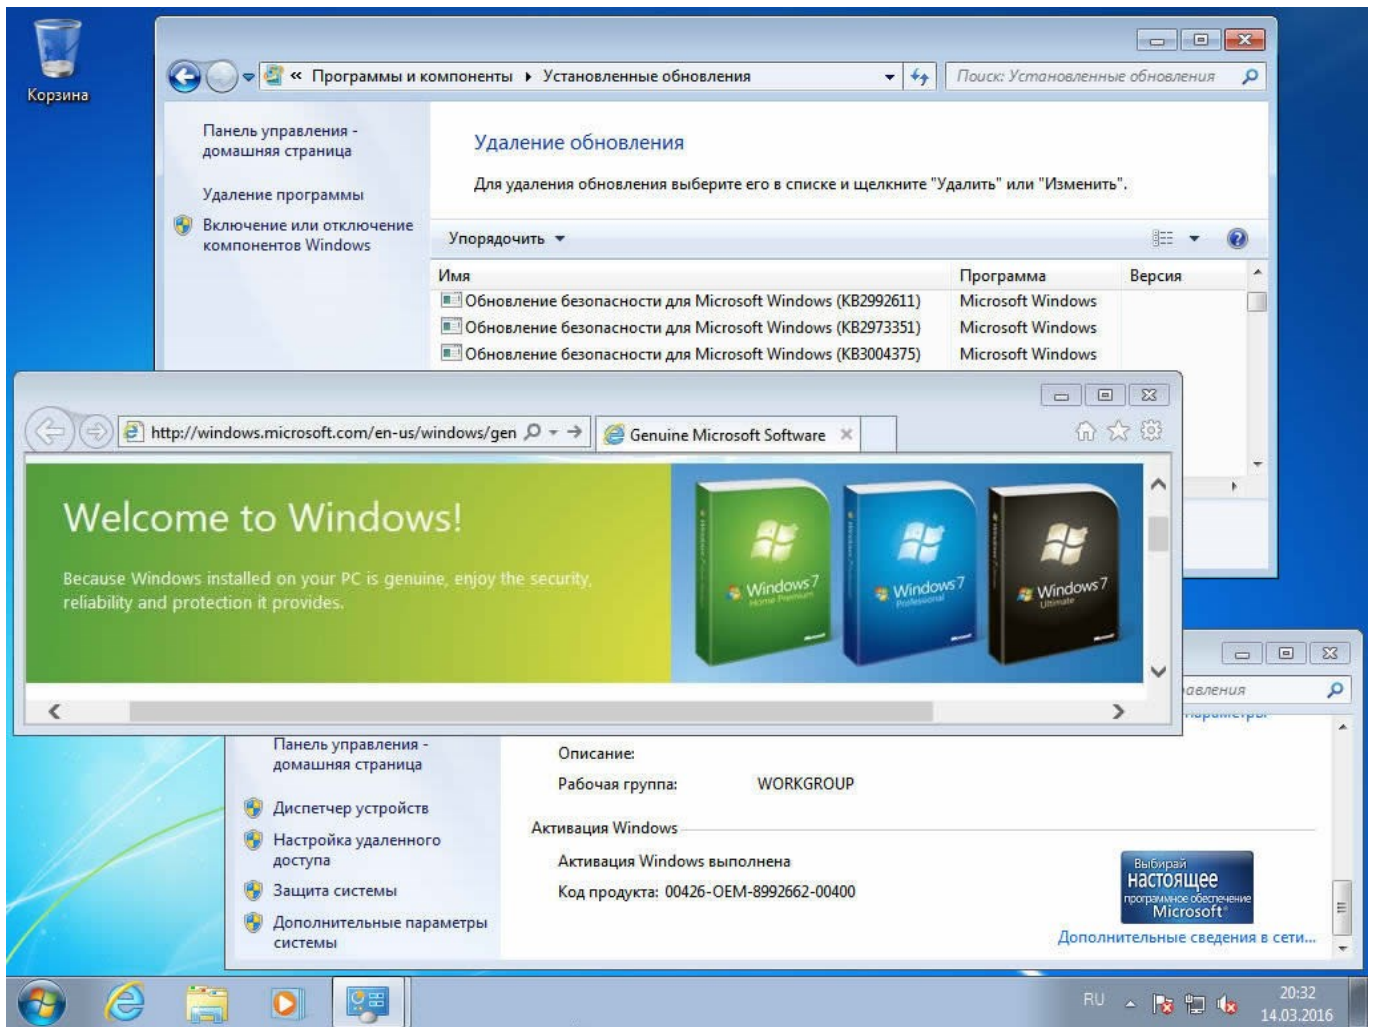 Корзина
« Программы и компоненты ▸ Установленные обновления
Поиск: Установленные обновления
Панель управления -
домашняя страница
Удаление программы
Включение или отключение
компонентов Windows
Удаление обновления
Для удаления обновления выберите его в списке и щелкните "Удалить" или "Изменить".
Упорядочить
Имя Программа Версия
Обновление безопасности для Microsoft Windows (KB2992611) Microsoft Windows
Обновление безопасности для Microsoft Windows (KB2973351) Microsoft Windows
Обновление безопасности для Microsoft Windows (KB3004375) Microsoft Windows
http://windows.microsoft.com/en-us/windows/gen
Genuine Microsoft Software
Welcome to Windows!
Because Windows installed on your PC is genuine, enjoy the security,
reliability and protection it provides.
Windows 7
Home Premium
Windows 7
Professional
Windows 7
Ultimate
Панель управления -
домашняя страница
Диспетчер устройств
Настройка удаленного
доступа
Защита системы
Дополнительные параметры
системы
Описание:
Рабочая группа: WORKGROUP
Активация Windows
Активация Windows выполнена
Код продукта: 00426-OEM-8992662-00400
Выбирай
настоящее
программное обеспечение
Microsoft
Дополнительные сведения в сети...
RU
20:32
14.03.2016